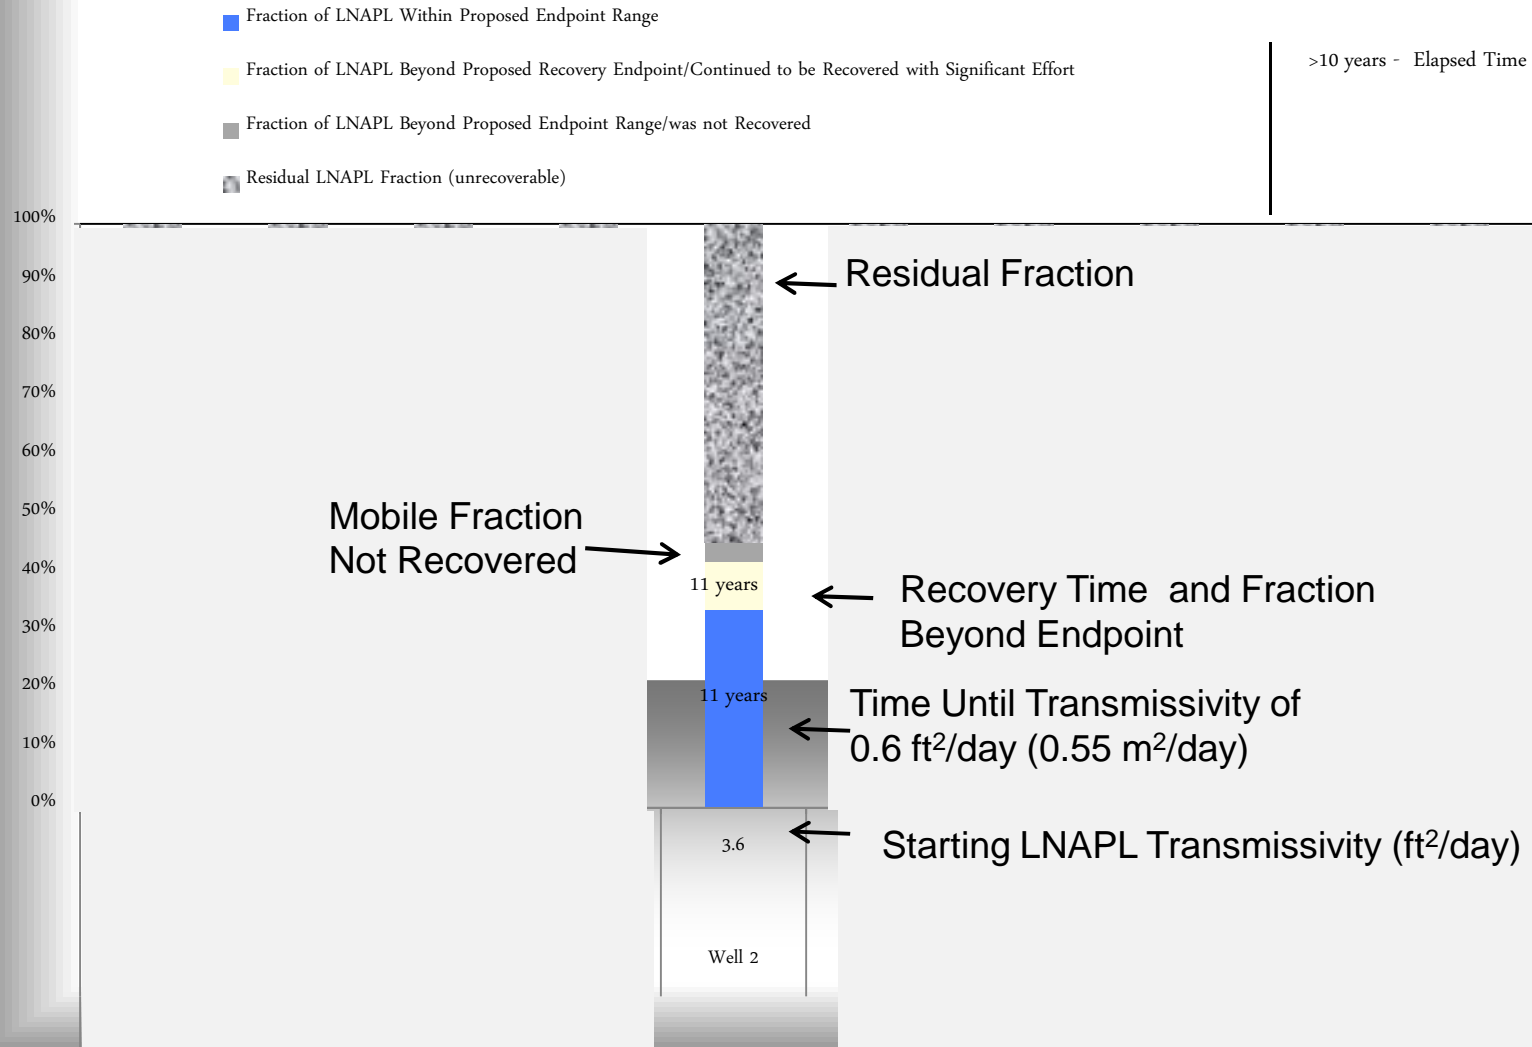 Fraction of LNAPL Within Proposed Endpoint Range
Fraction of LNAPL Beyond Proposed Recovery Endpoint/Continued to be Recovered with Significant Effort
Fraction of LNAPL Beyond Proposed Endpoint Range/was not Recovered
Residual LNAPL Fraction (unrecoverable)
>10 years - Elapsed Time
100%
90%
80%
70%
60%
50%
40%
30%
20%
10%
0%
Residual Fraction
Mobile Fraction
Not Recovered
11 years
Recovery Time and Fraction
Beyond Endpoint
11 years
Time Until Transmissivity of
0.6 ft²/day (0.55 m²/day)
3.6
Starting LNAPL Transmissivity (ft²/day)
Well 2